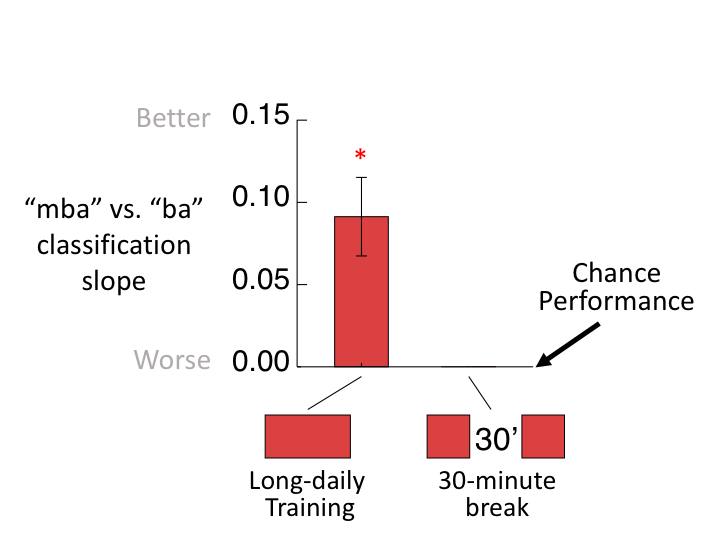 Better
0.15
*
0.10
“mba” vs. “ba”
classification
slope
0.05
Chance
Performance
Worse
0.00
30’
Long-daily
Training
30-minute
break